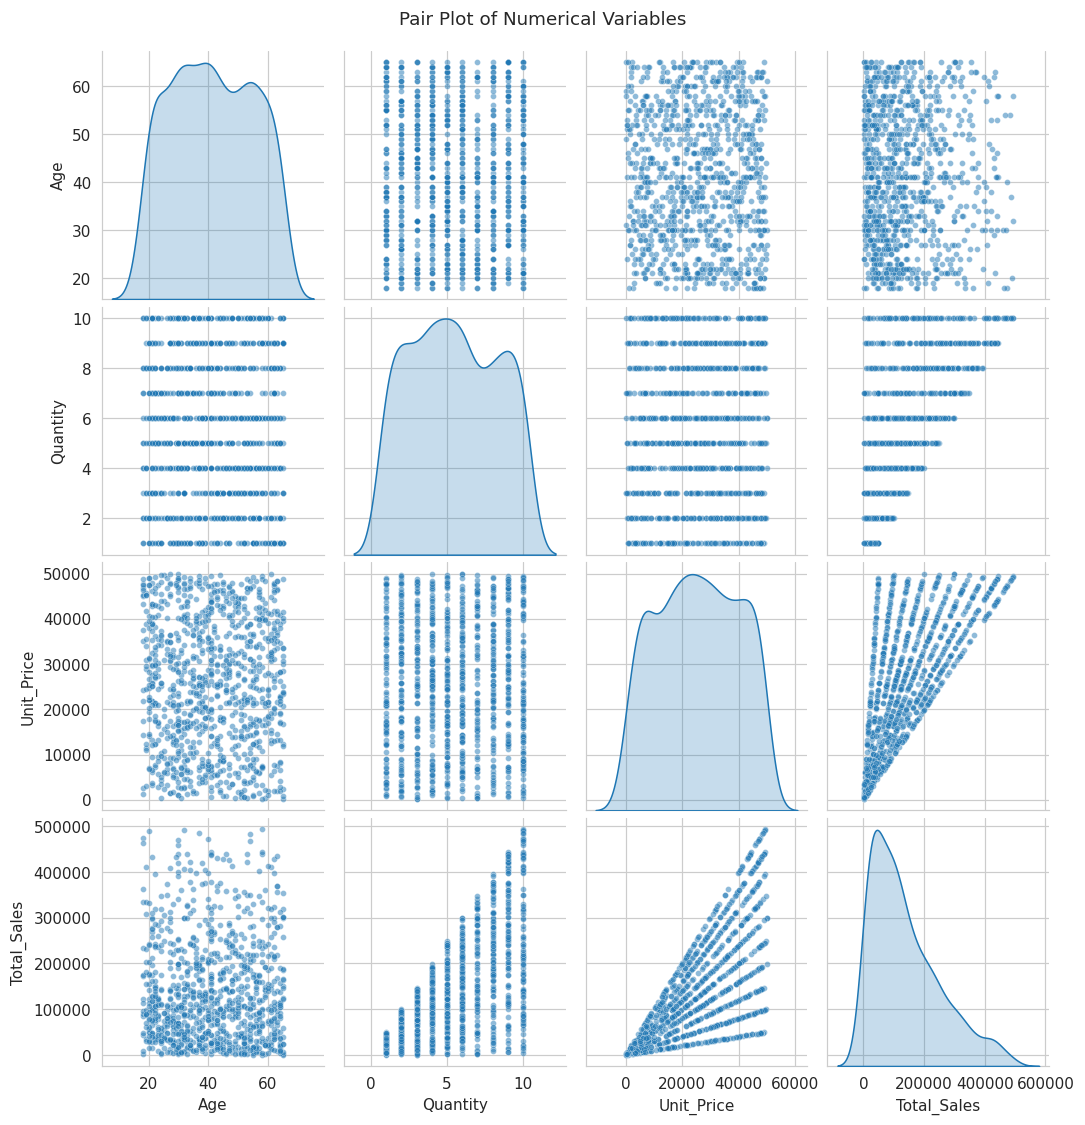 Pair Plot of Numerical Variables
60
50
40
30
20
Age
10
8
6
4
2
Quantity
50000
40000
30000
20000
10000
0
Unit_Price
500000
400000
300000
200000
100000
0
Total_Sales
20 40 60
Age
0 5 10
Quantity
0 20000 40000 60000
Unit_Price
0 200000 400000 600000
Total_Sales